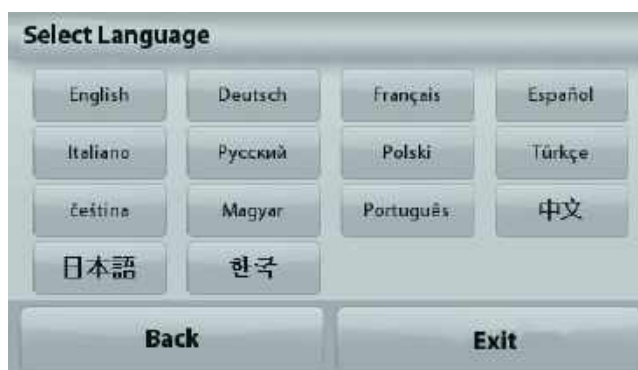 Select Language
English Deutsch Français Español
Italiano Русский Polski Türkçe
čeština Magyar Português 中文
日本語 한국
Back Exit